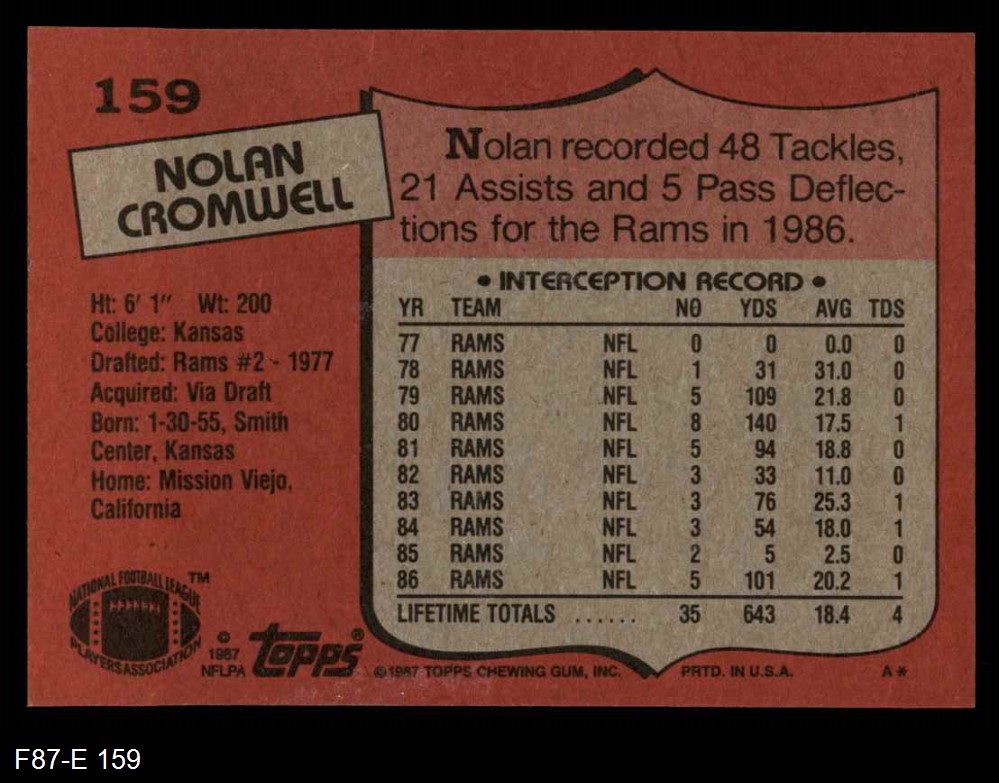 159
NOLAN
CROMWELL
Nolan recorded 48 Tackles,
21 Assists and 5 Pass Deflec-
tions for the Rams in 1986.
Ht: 6' 1" Wt: 200
College: Kansas
Drafted: Rams #2 - 1977
Acquired: Via Draft
Born: 1-30-55, Smith
Center, Kansas
Home: Mission Viejo,
California
• INTERCEPTION RECORD •
YR TEAM NO YDS AVG TDS
77 RAMS NFL 0 0 0.0 0
78 RAMS NFL 1 31 31.0 0
79 RAMS NFL 5 109 21.8 0
80 RAMS NFL 8 140 17.5 1
81 RAMS NFL 5 94 18.8 0
82 RAMS NFL 3 33 11.0 0
83 RAMS NFL 3 76 25.3 1
84 RAMS NFL 3 54 18.0 1
85 RAMS NFL 2 5 2.5 0
86 RAMS NFL 5 101 20.2 1
LIFETIME TOTALS ...... 35 643 18.4 4
NATIONAL FOOTBALL LEAGUE ™
PLAYERS ASSOCIATION
© 1987
NFLPA
Topps®
© 1987 TOPPS CHEWING GUM, INC. PRTD. IN U.S.A. A*
F87-E 159